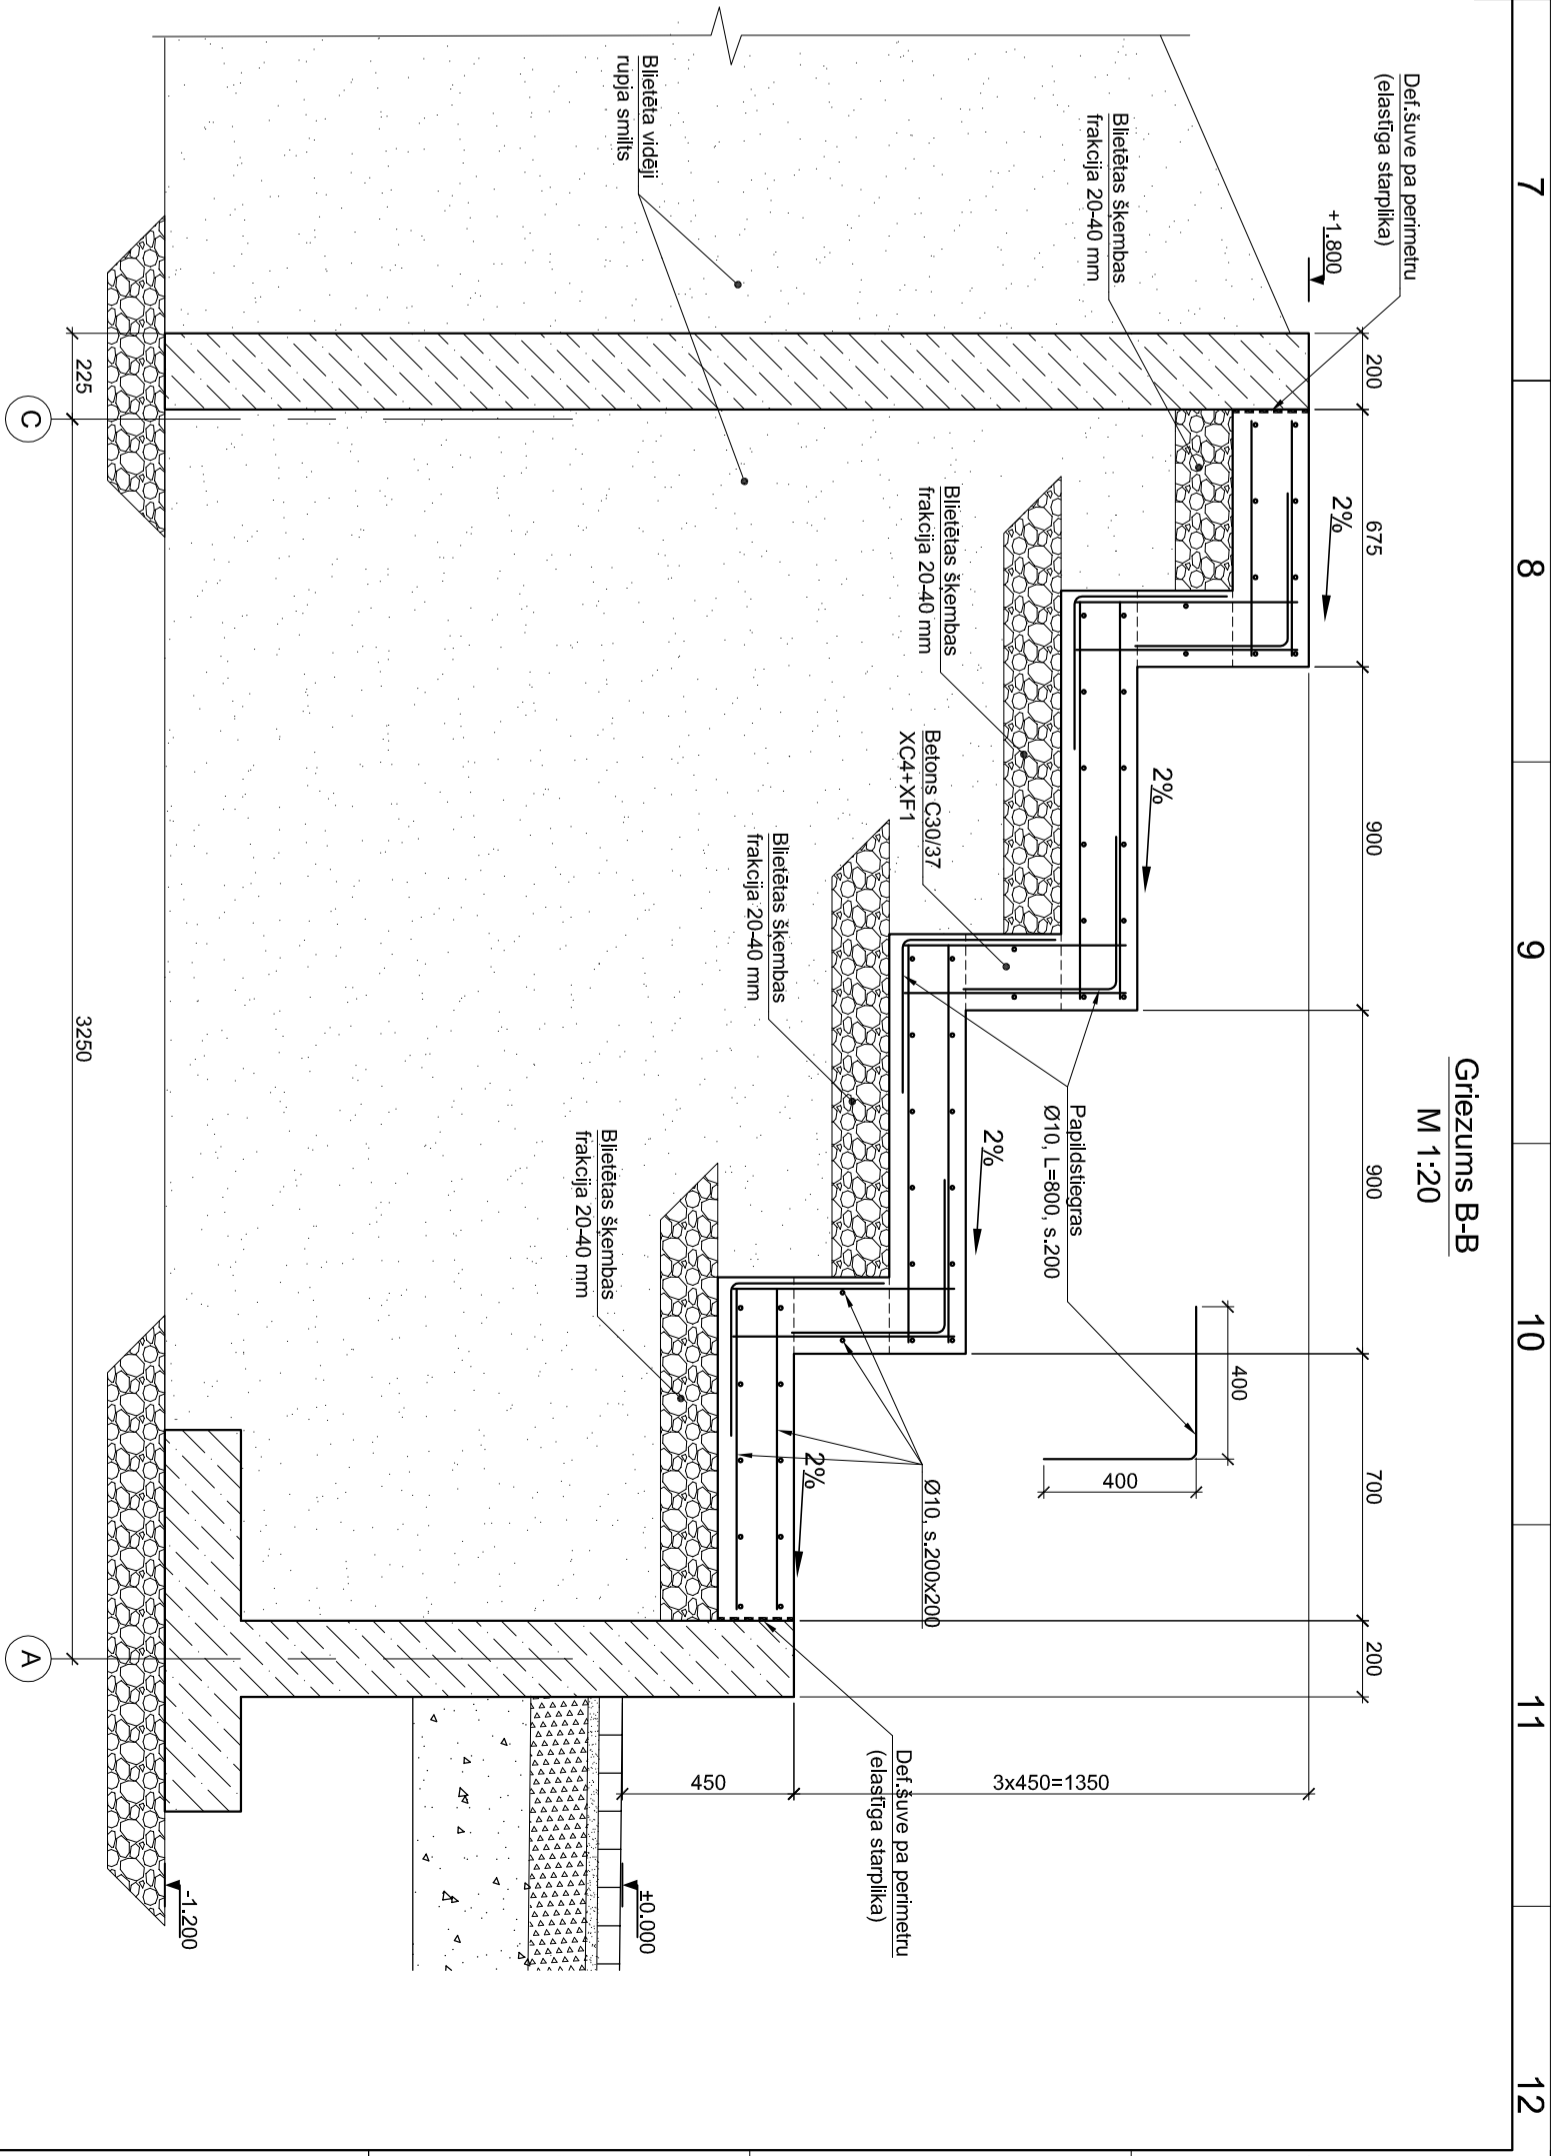 7
8
9
10
11
12
Griezums B-B
M 1:20
Def.šuve pa perimetru
(elastīga starplika)
+1.800
200
675
900
900
700
200
2%
2%
2%
2%
Blietētas šķembas
frakcija 20-40 mm
Blietētas šķembas
frakcija 20-40 mm
Betons C30/37
XC4+XF1
Blietētas šķembas
frakcija 20-40 mm
Blietētas šķembas
frakcija 20-40 mm
Papildstiegras
Ø10, L=800, s.200
400
400
Ø10, s.200x200
Blietēta vidēji
rupja smilts
Def.šuve pa perimetru
(elastīga starplika)
3x450=1350
450
±0.000
-1.200
225
3250
C
A